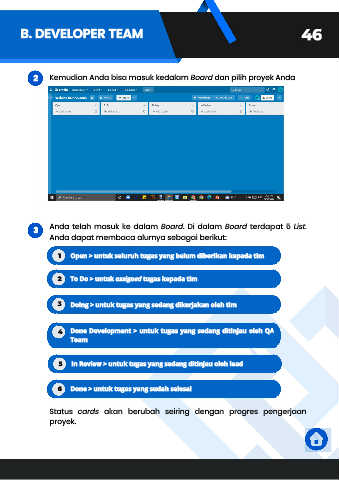 B. DEVELOPER TEAM
46
2 Kemudian Anda bisa masuk kedalam Board dan pilih proyek Anda
3 Anda telah masuk ke dalam Board. Di dalam Board terdapat 6 List.
Anda dapat membaca alurnya sebagai berikut:
1 Open > untuk seluruh tugas yang belum diberikan kepada tim
2 To Do > untuk assigned tugas kepada tim
3 Doing > untuk tugas yang sedang dikerjakan oleh tim
4 Done Development > untuk tugas yang sedang ditinjau oleh QA
Team
5 In Review > untuk tugas yang sedang ditinjau oleh lead
6 Done > untuk tugas yang sudah selesai
Status cards akan berubah seiring dengan progres pengerjaan
proyek.